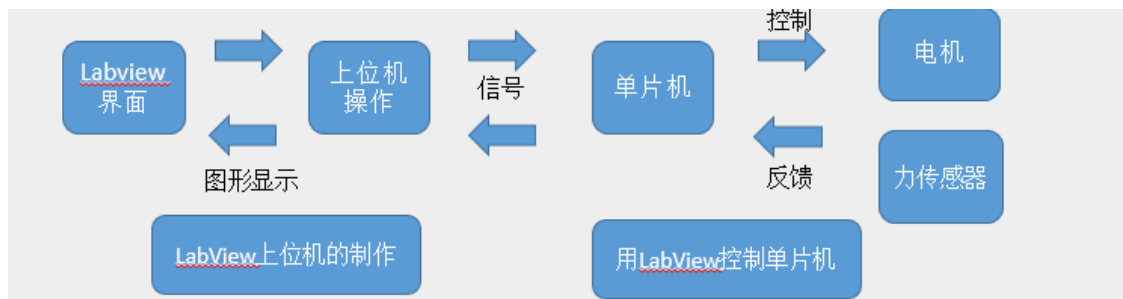 控制
Labview
界面
上位机
操作
信号
单片机
电机
图形显示
反馈
力传感器
LabView上位机的制作
用LabView控制单片机